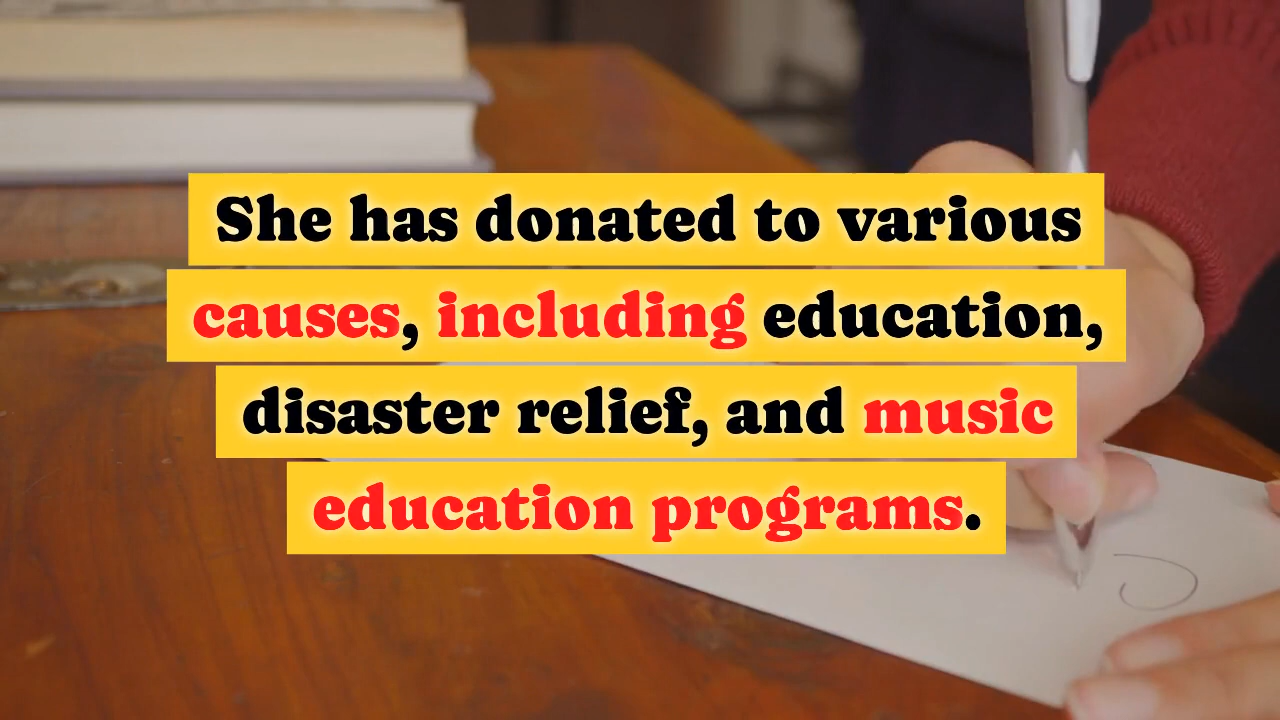 She has donated to various
causes, including education,
disaster relief, and music
education programs.